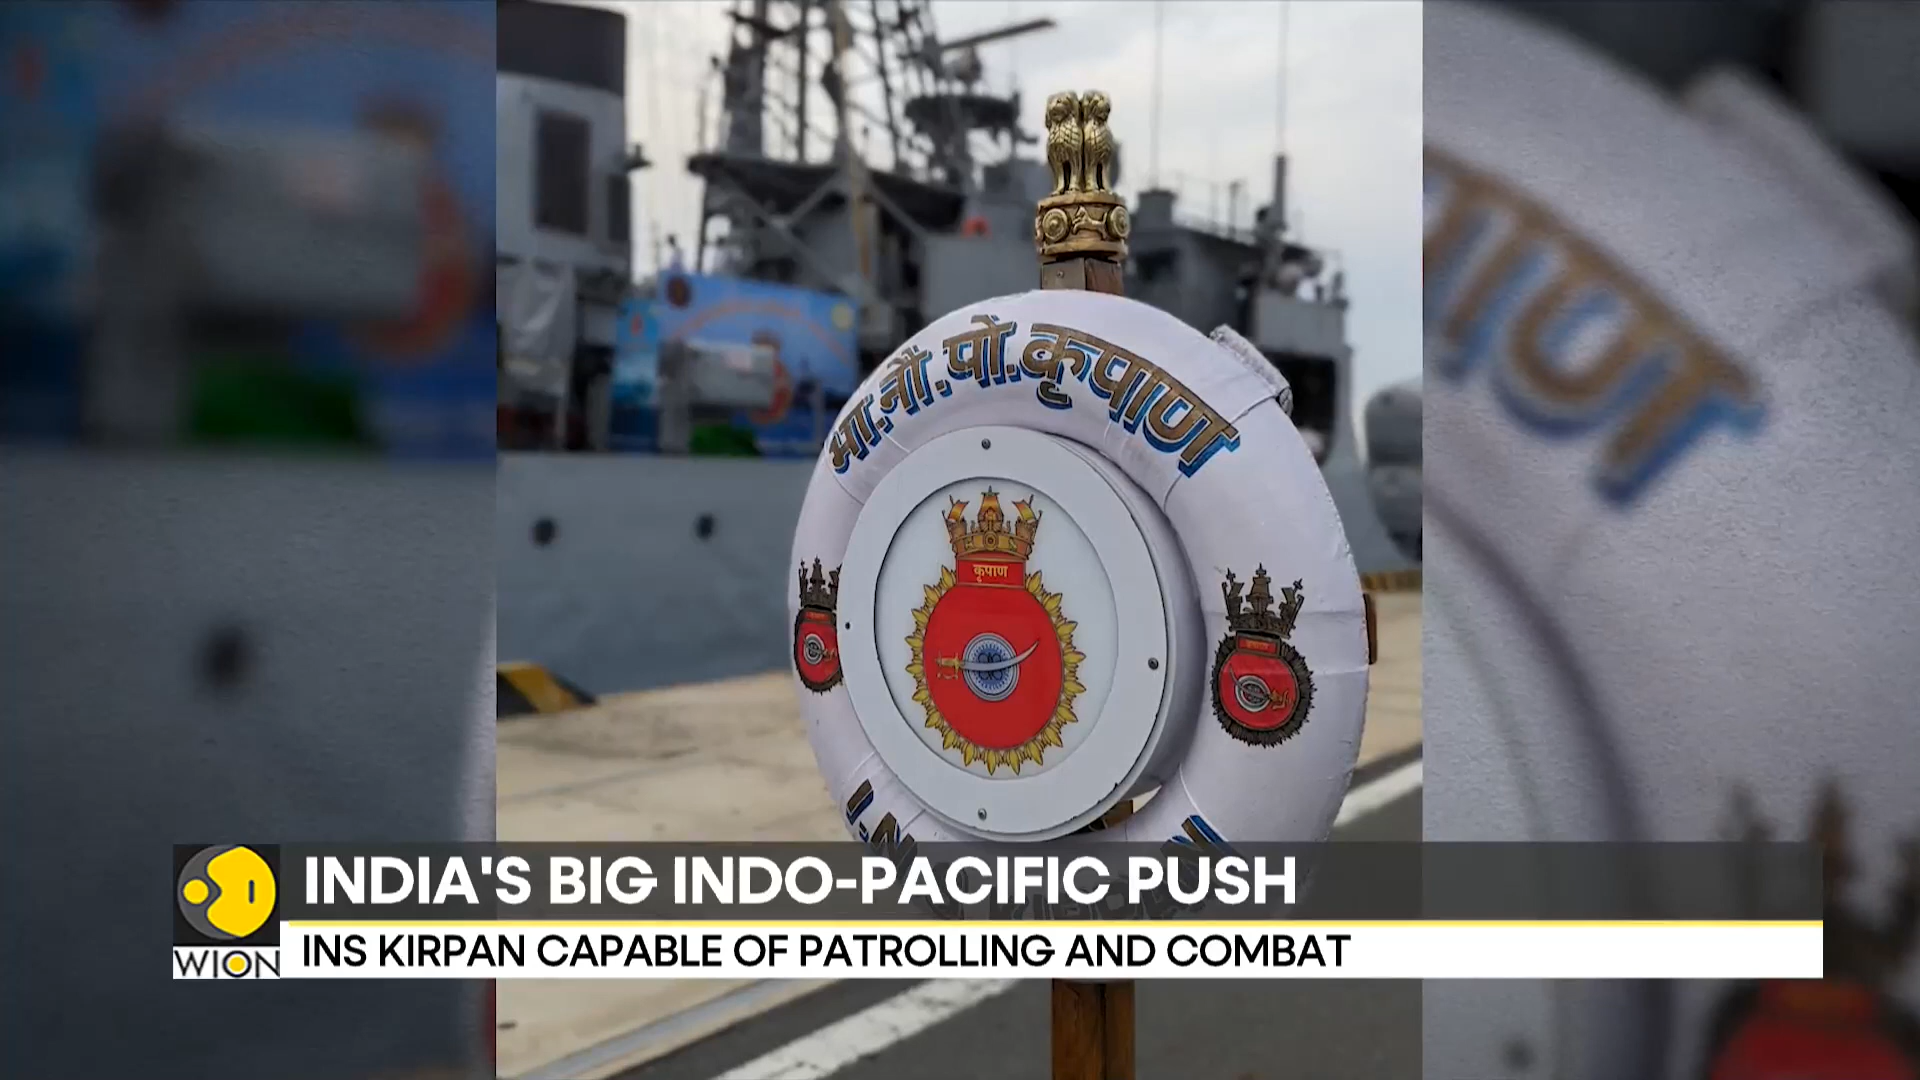 भा.नौ.पो.कृपाण
कृपाण
INDIA'S BIG INDO-PACIFIC PUSH
INS KIRPAN CAPABLE OF PATROLLING AND COMBAT
WION